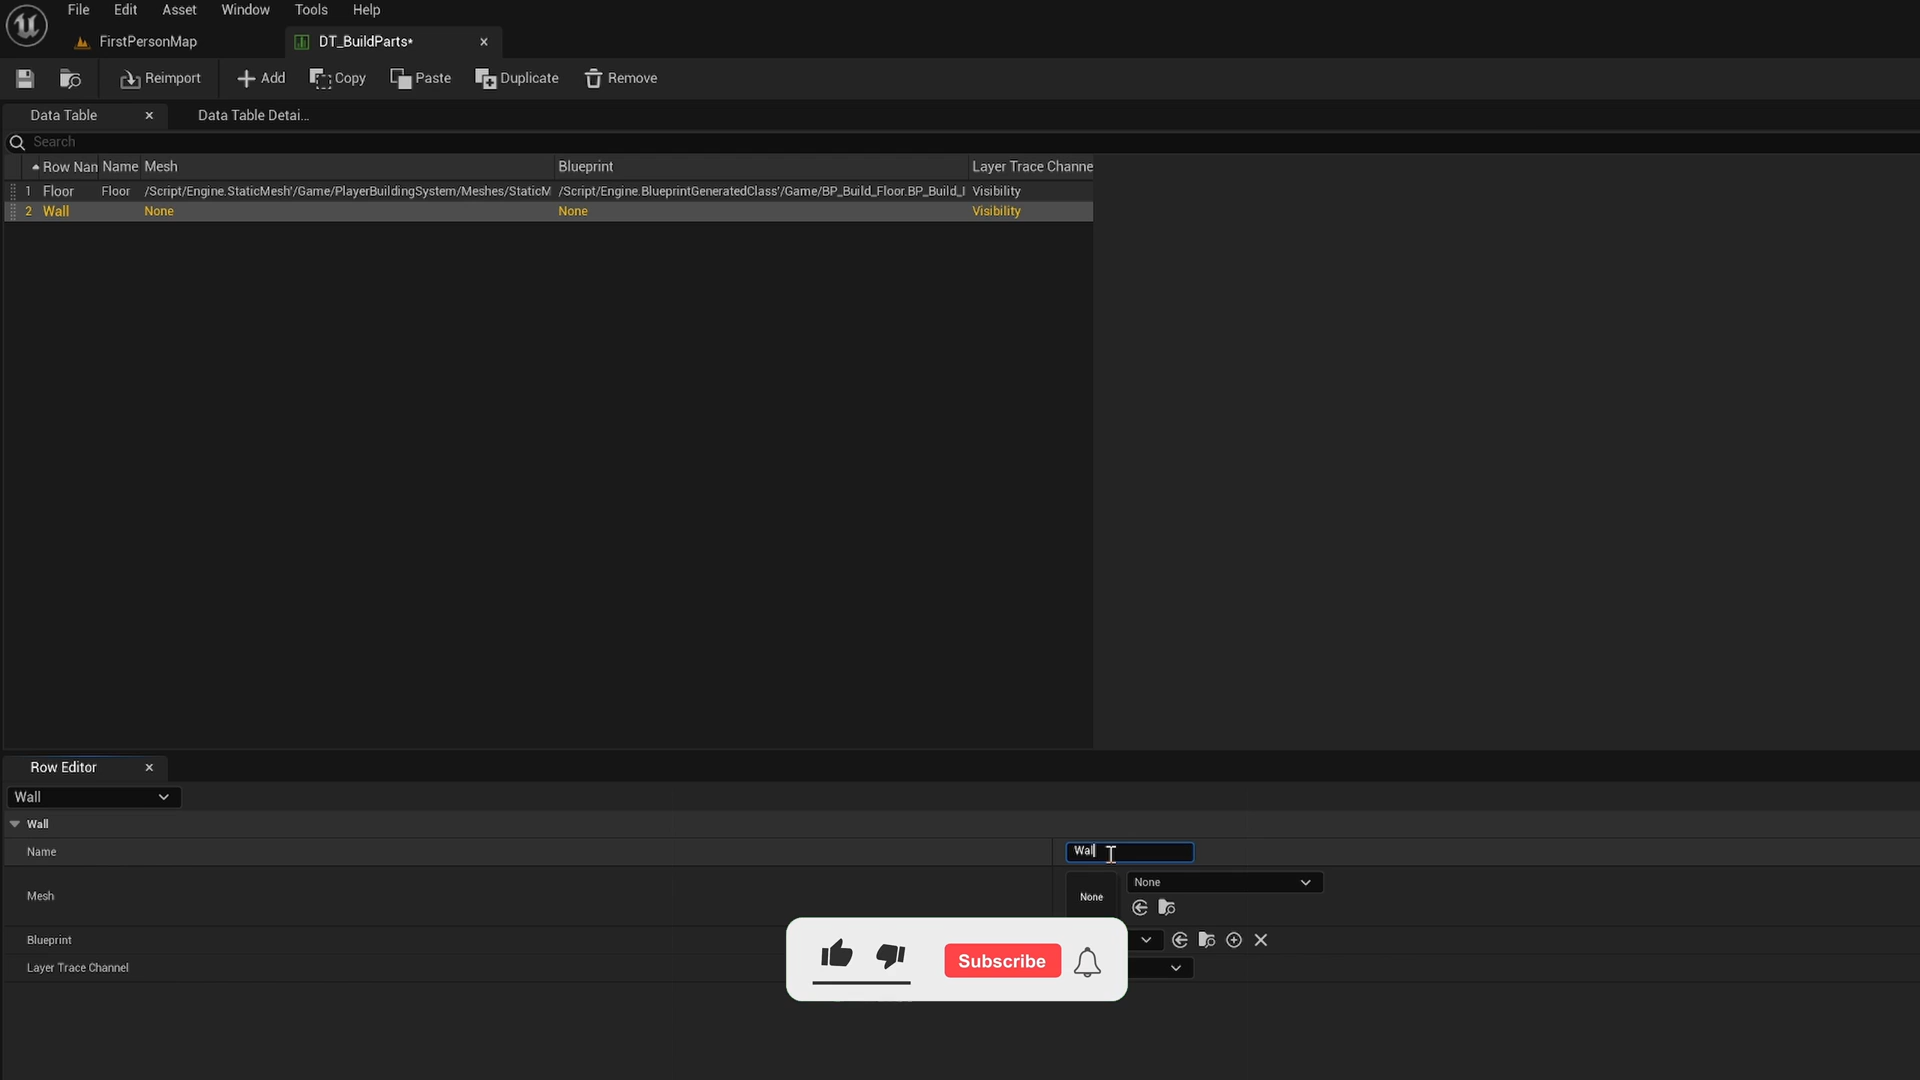 File Edit Asset Window Tools Help
FirstPersonMap DT_BuildParts*
Reimport Add Copy Paste Duplicate Remove
Data Table Data Table Detai...
Search
Row Nan Name Mesh Blueprint Layer Trace Channe
1 Floor Floor /Script/Engine.StaticMesh'/Game/PlayerBuildingSystem/Meshes/StaticM /Script/Engine.BlueprintGeneratedClass'/Game/BP_Build_Floor.BP_Build_I Visibility
2 Wall None None Visibility
Row Editor
Wall
Wall
Name Wal
Mesh None None
Blueprint
Layer Trace Channel
Subscribe